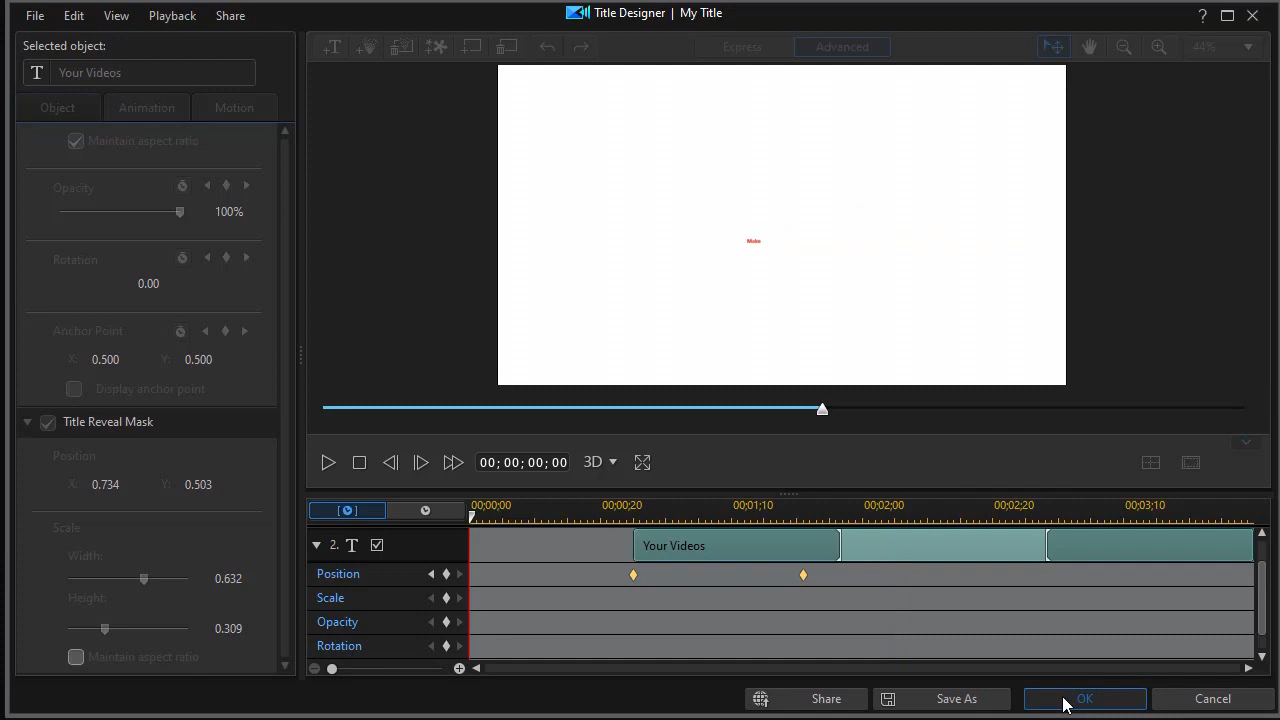 Title Designer | My Title
File Edit View Playback Share
Selected object:
T Your Videos
Express Advanced 44%
Object Animation Motion
Maintain aspect ratio
Opacity
100%
Rotation
0.00
Anchor Point
X: 0.500 Y: 0.500
Display anchor point
Title Reveal Mask
Position
X: 0.734 Y: 0.503
Scale
Width:
0.632
Height:
0.309
Maintain aspect ratio
Make
00; 00; 00; 00 3D
00;00;00 00;00;20 00;01;10 00;02;00 00;02;20 00;03;10
2. T Your Videos
Position
Scale
Opacity
Rotation
Share Save As OK Cancel